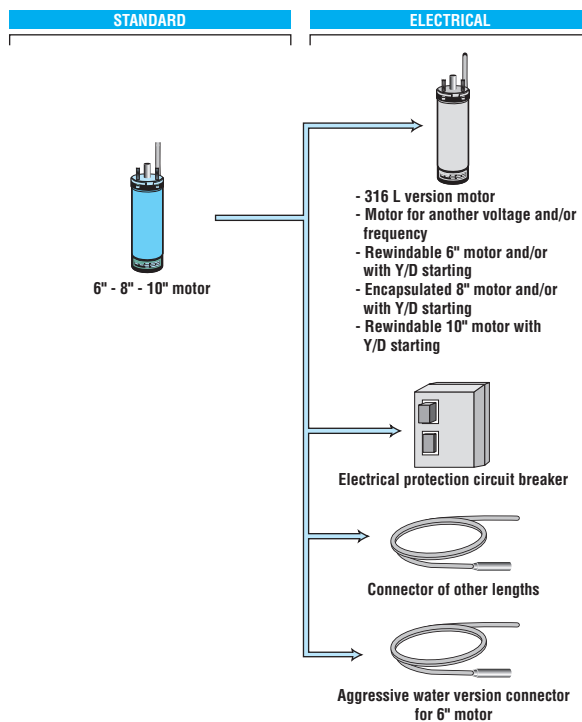 STANDARD
ELECTRICAL
6" - 8" - 10" motor
- 316 L version motor
- Motor for another voltage and/or
frequency
- Rewindable 6" motor and/or
with Y/D starting
- Encapsulated 8" motor and/or
with Y/D starting
- Rewindable 10" motor with
Y/D starting
Electrical protection circuit breaker
Connector of other lengths
Aggressive water version connector
for 6" motor